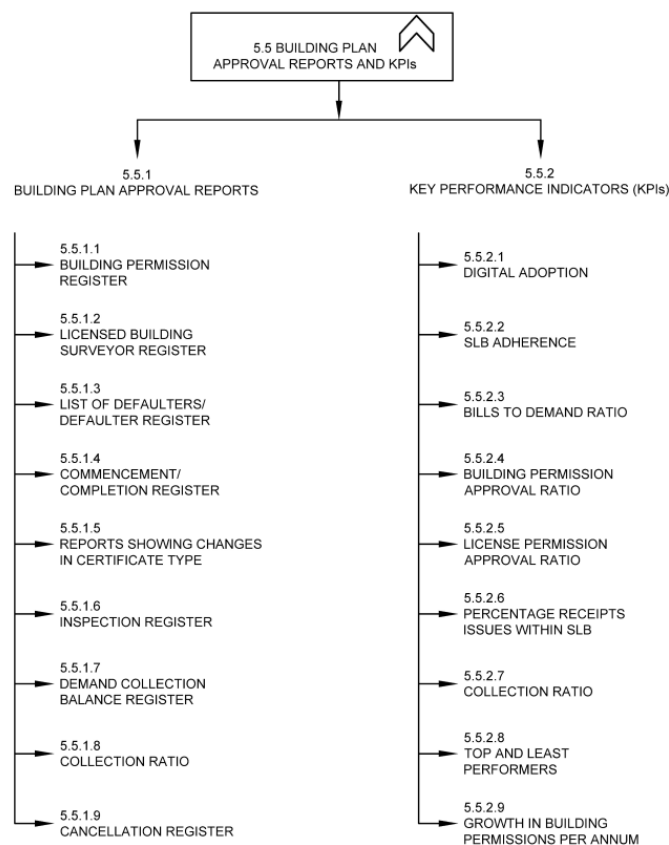 5.5 BUILDING PLAN
APPROVAL REPORTS AND KPIs
5.5.1
BUILDING PLAN APPROVAL REPORTS
5.5.1.1
BUILDING PERMISSION
REGISTER
5.5.1.2
LICENSED BUILDING
SURVEYOR REGISTER
5.5.1.3
LIST OF DEFAULTERS/
DEFAULTER REGISTER
5.5.1.4
COMMENCEMENT/
COMPLETION REGISTER
5.5.1.5
REPORTS SHOWING CHANGES
IN CERTIFICATE TYPE
5.5.1.6
INSPECTION REGISTER
5.5.1.7
DEMAND COLLECTION
BALANCE REGISTER
5.5.1.8
COLLECTION RATIO
5.5.1.9
CANCELLATION REGISTER
5.5.2
KEY PERFORMANCE INDICATORS (KPIs)
5.5.2.1
DIGITAL ADOPTION
5.5.2.2
SLB ADHERENCE
5.5.2.3
BILLS TO DEMAND RATIO
5.5.2.4
BUILDING PERMISSION
APPROVAL RATIO
5.5.2.5
LICENSE PERMISSION
APPROVAL RATIO
5.5.2.6
PERCENTAGE RECEIPTS
ISSUES WITHIN SLB
5.5.2.7
COLLECTION RATIO
5.5.2.8
TOP AND LEAST
PERFORMERS
5.5.2.9
GROWTH IN BUILDING
PERMISSIONS PER ANNUM